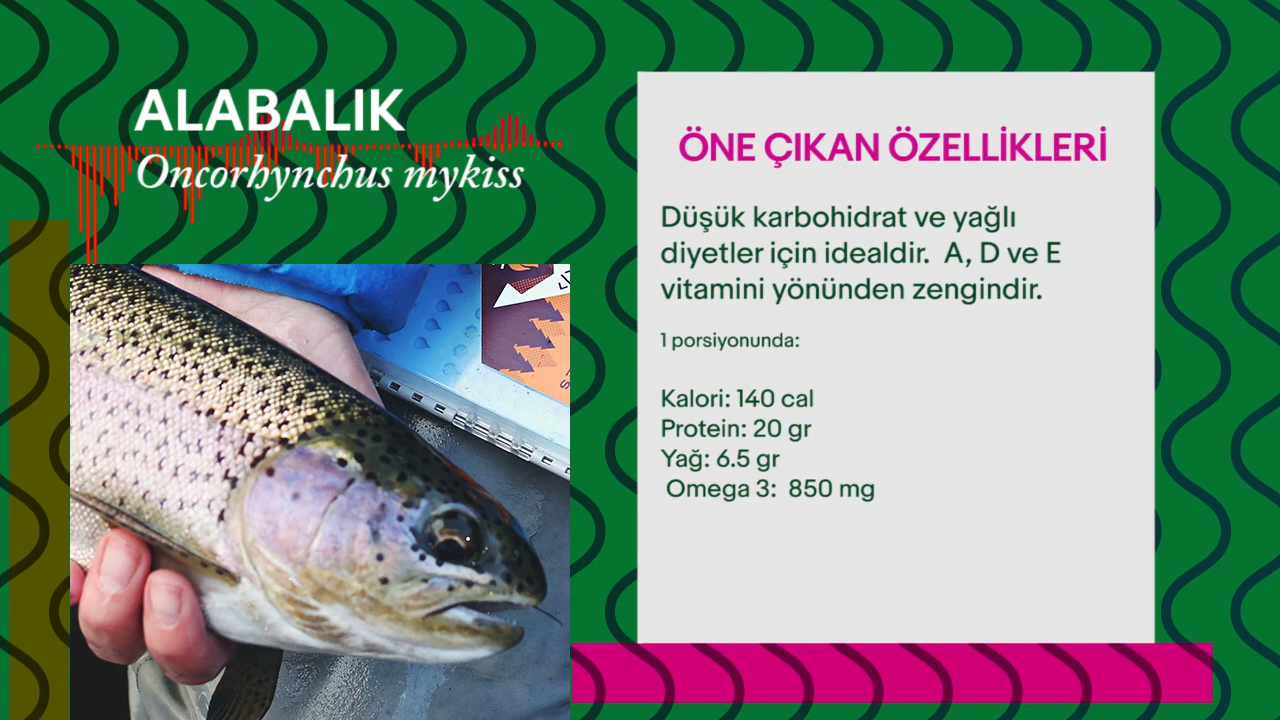 ALABALIK
Oncorhynchus mykiss
ÖNE ÇIKAN ÖZELLİKLERİ
Düşük karbohidrat ve yağlı
diyetler için idealdir.  A, D ve E
vitamini yönünden zengindir.
1 porsiyonunda:
Kalori: 140 cal
Protein: 20 gr
Yağ: 6.5 gr
Omega 3:  850 mg